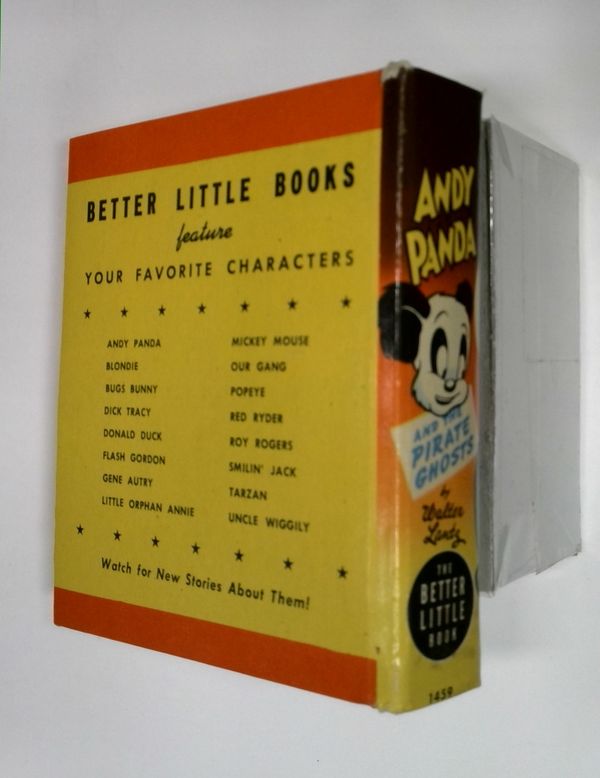 BETTER LITTLE BOOKS
feature
YOUR FAVORITE CHARACTERS
ANDY PANDA
BLONDIE
BUGS BUNNY
DICK TRACY
DONALD DUCK
FLASH GORDON
GENE AUTRY
LITTLE ORPHAN ANNIE
MICKEY MOUSE
OUR GANG
POPEYE
RED RYDER
ROY ROGERS
SMILIN' JACK
TARZAN
UNCLE WIGGILY
Watch for New Stories About Them!
ANDY
PANDA
AND THE
PIRATE
GHOSTS
by
Walter
Lantz
THE
BETTER
LITTLE
BOOK
1459